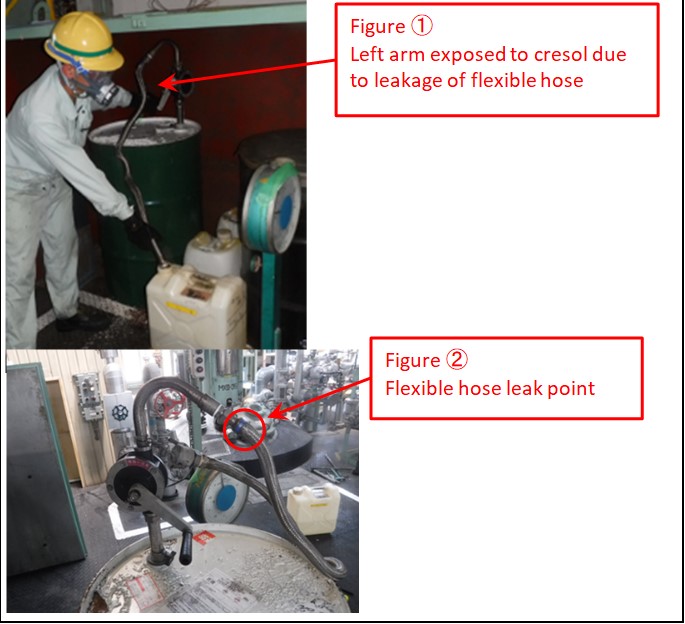 Figure ①
Left arm exposed to cresol due
to leakage of flexible hose
Figure ②
Flexible hose leak point